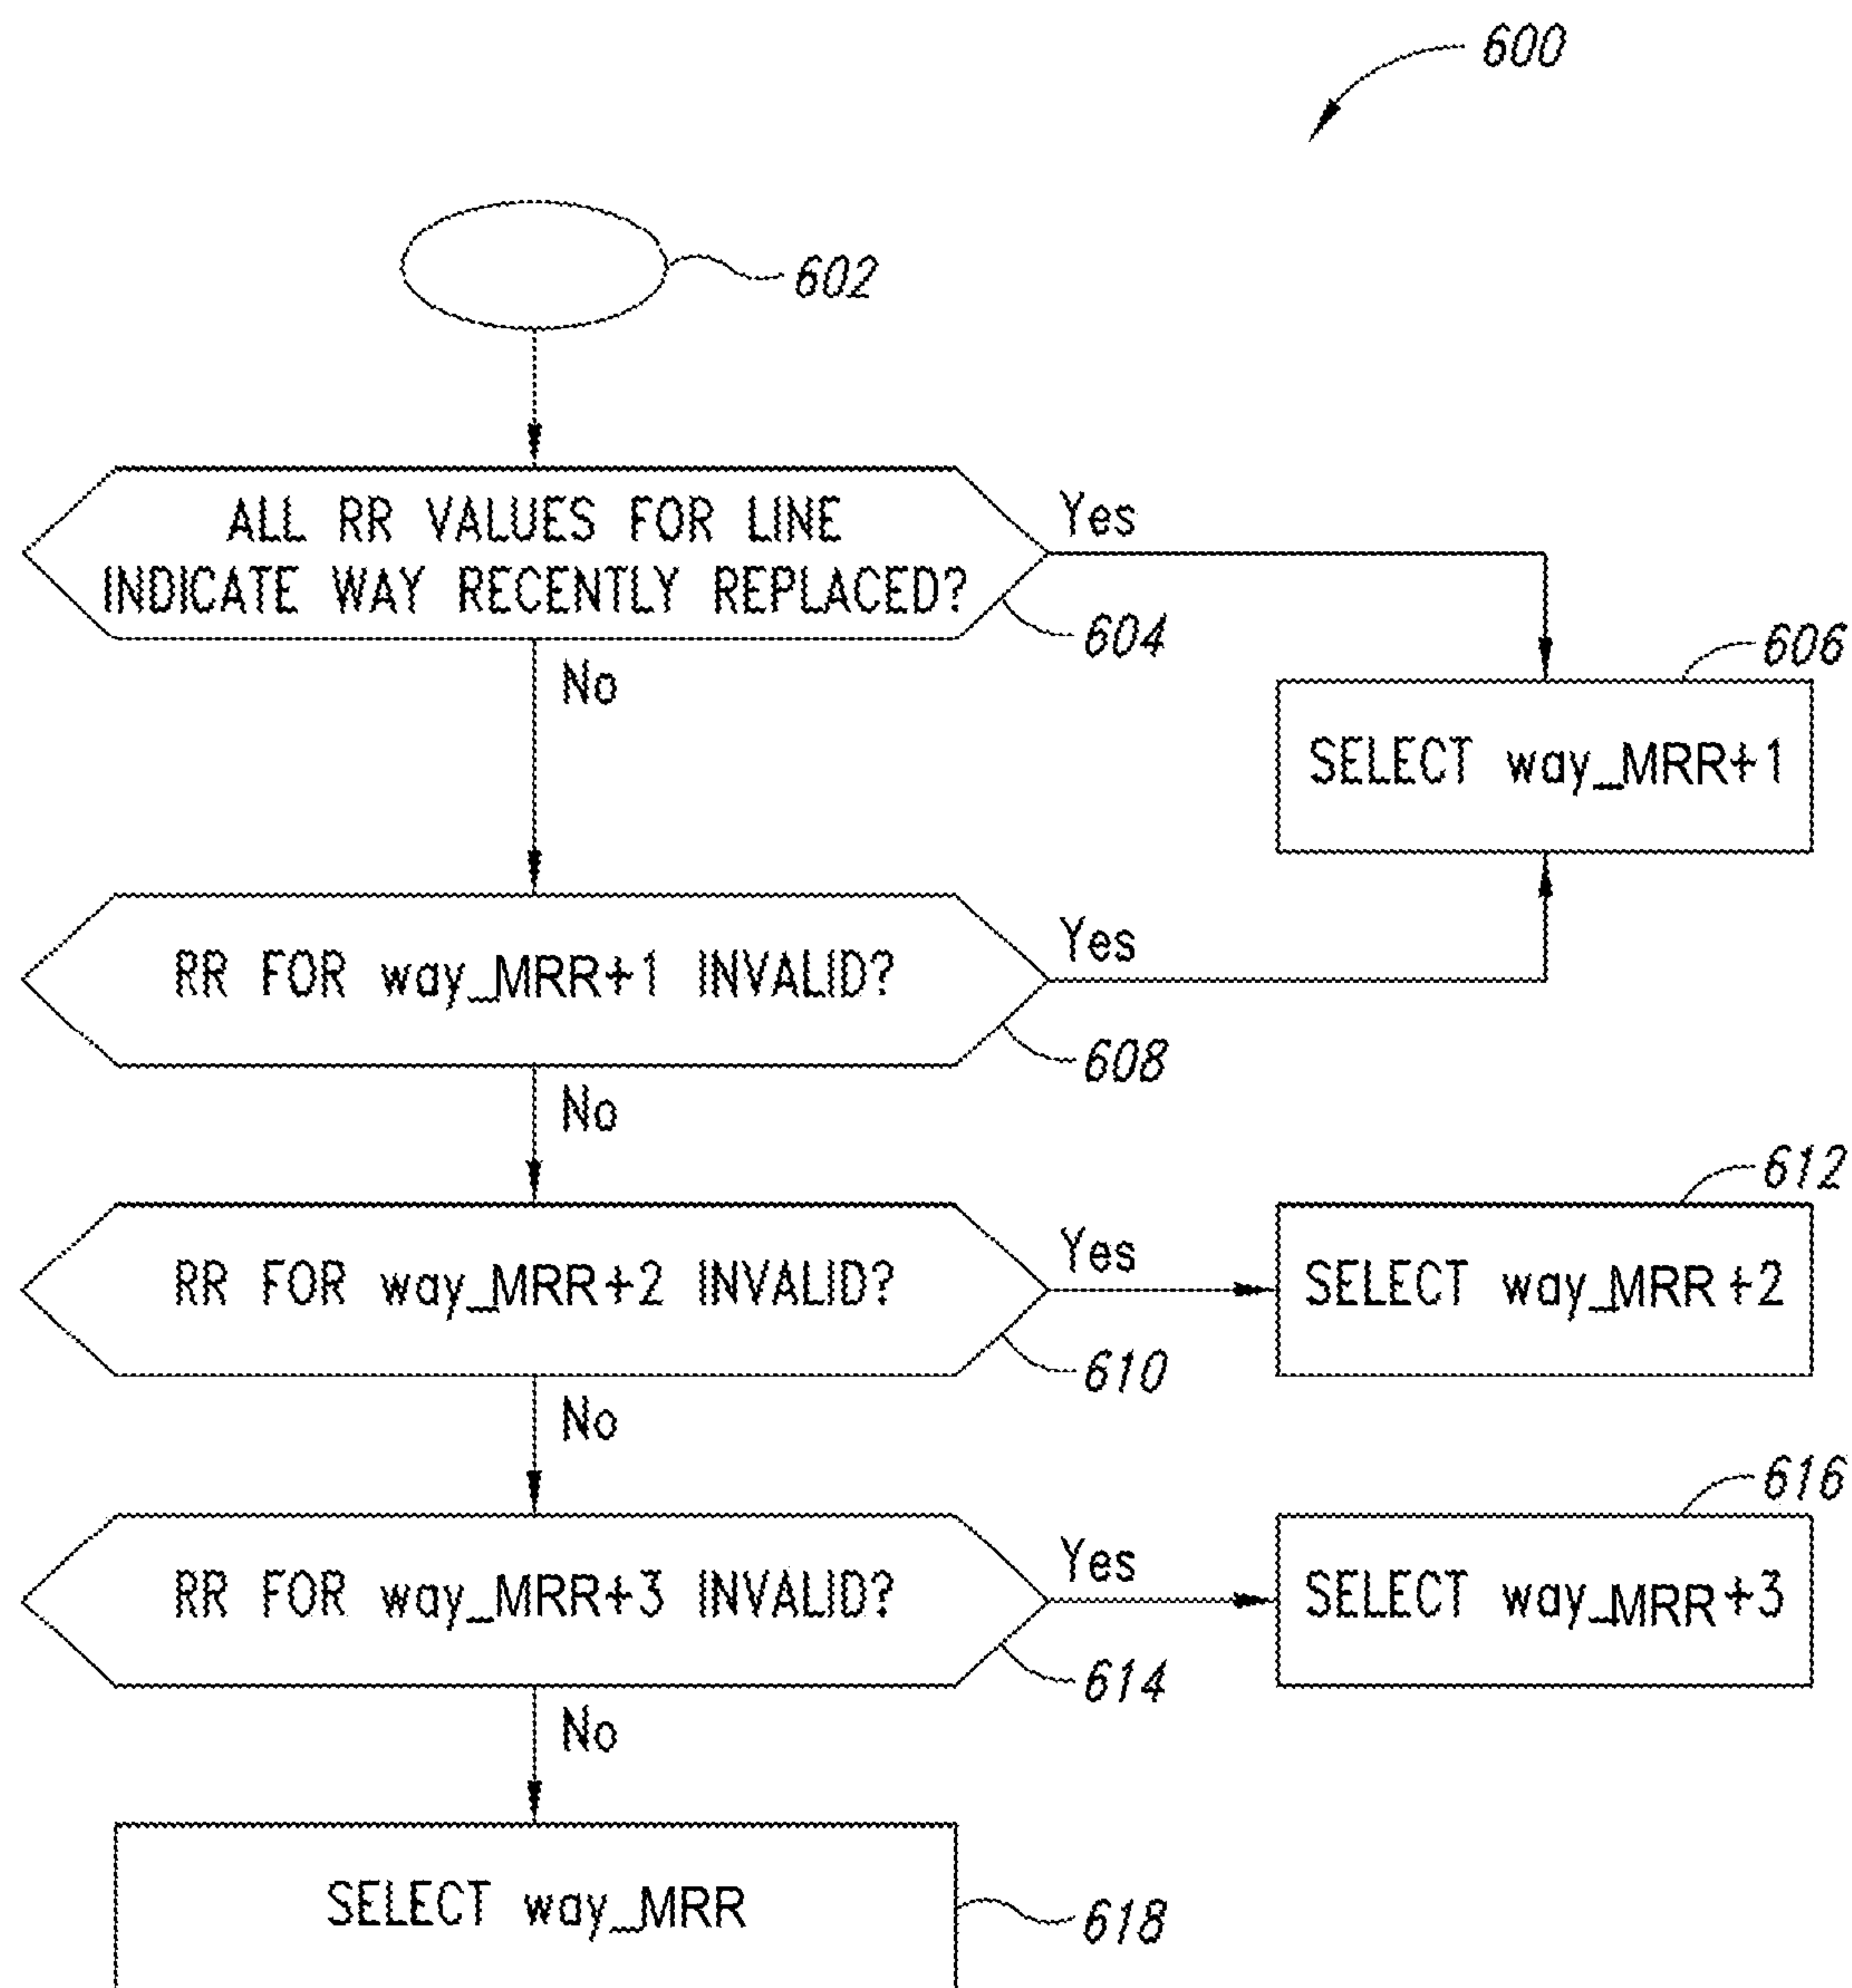 600
602
ALL RR VALUES FOR LINE
INDICATE WAY RECENTLY REPLACED?
Yes
604
606
No
SELECT way_MRR+1
RR FOR way_MRR+1 INVALID?
Yes
608
No
612
RR FOR way_MRR+2 INVALID?
Yes
SELECT way_MRR+2
610
No
616
RR FOR way_MRR+3 INVALID?
Yes
SELECT way_MRR+3
614
No
SELECT way_MRR
618